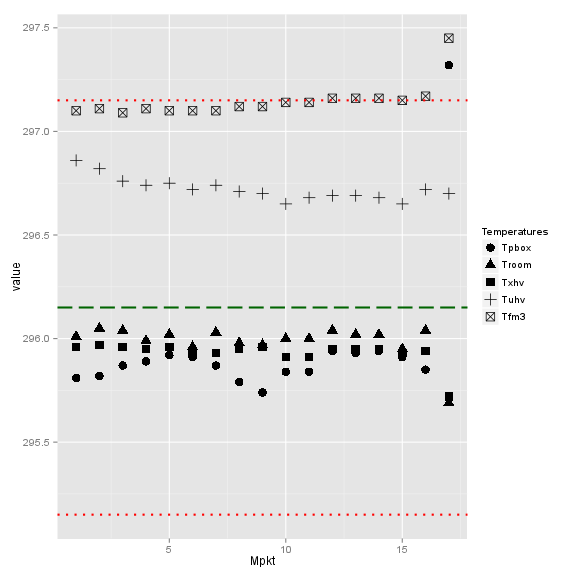 297.5
297.0
296.5
296.0
295.5
value
5
10
15
Mpkt
Temperatures
Tpbox
Troom
Txhv
Tuhv
Tfm3